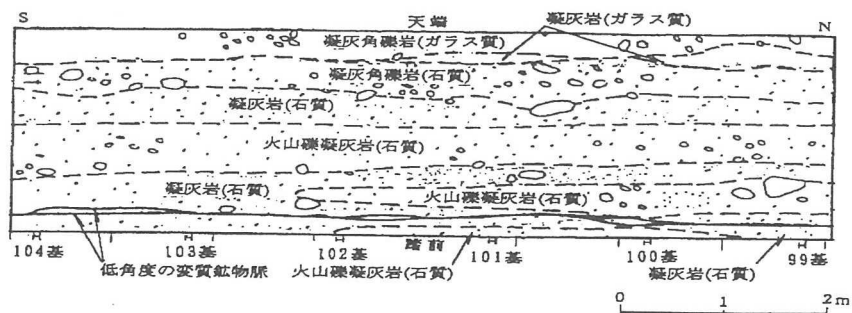 S 天端 凝灰岩(ガラス質) N
凝灰角礫岩(ガラス質)
凝灰角礫岩(石質)
凝灰岩(石質)
火山礫凝灰岩(石質)
凝灰岩(石質)
火山礫凝灰岩(石質)
踏前
104基 103基 102基 101基 100基 99基
低角度の変質鉱物脈 火山礫凝灰岩(石質) 凝灰岩(石質)
0 1 2m